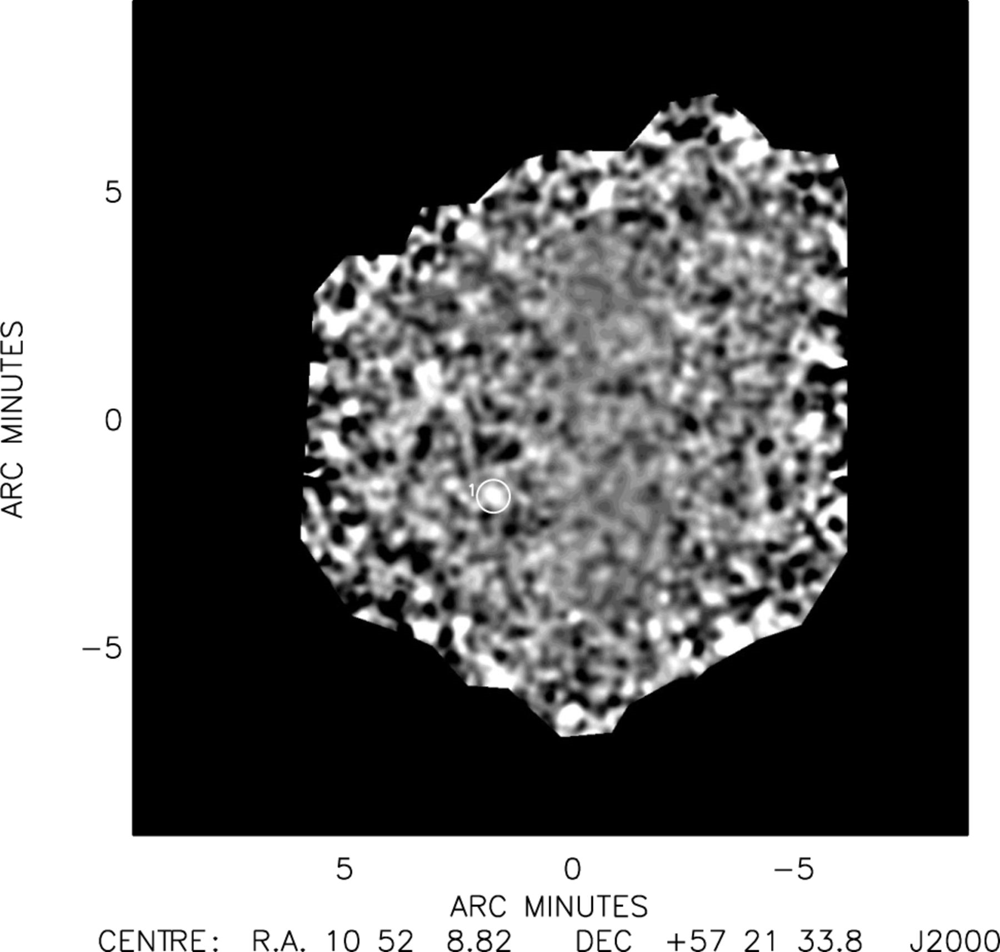 5
1
0
−5
ARC MINUTES
5 0 −5
ARC MINUTES
CENTRE: R.A. 10 52 8.82 DEC +57 21 33.8 J2000